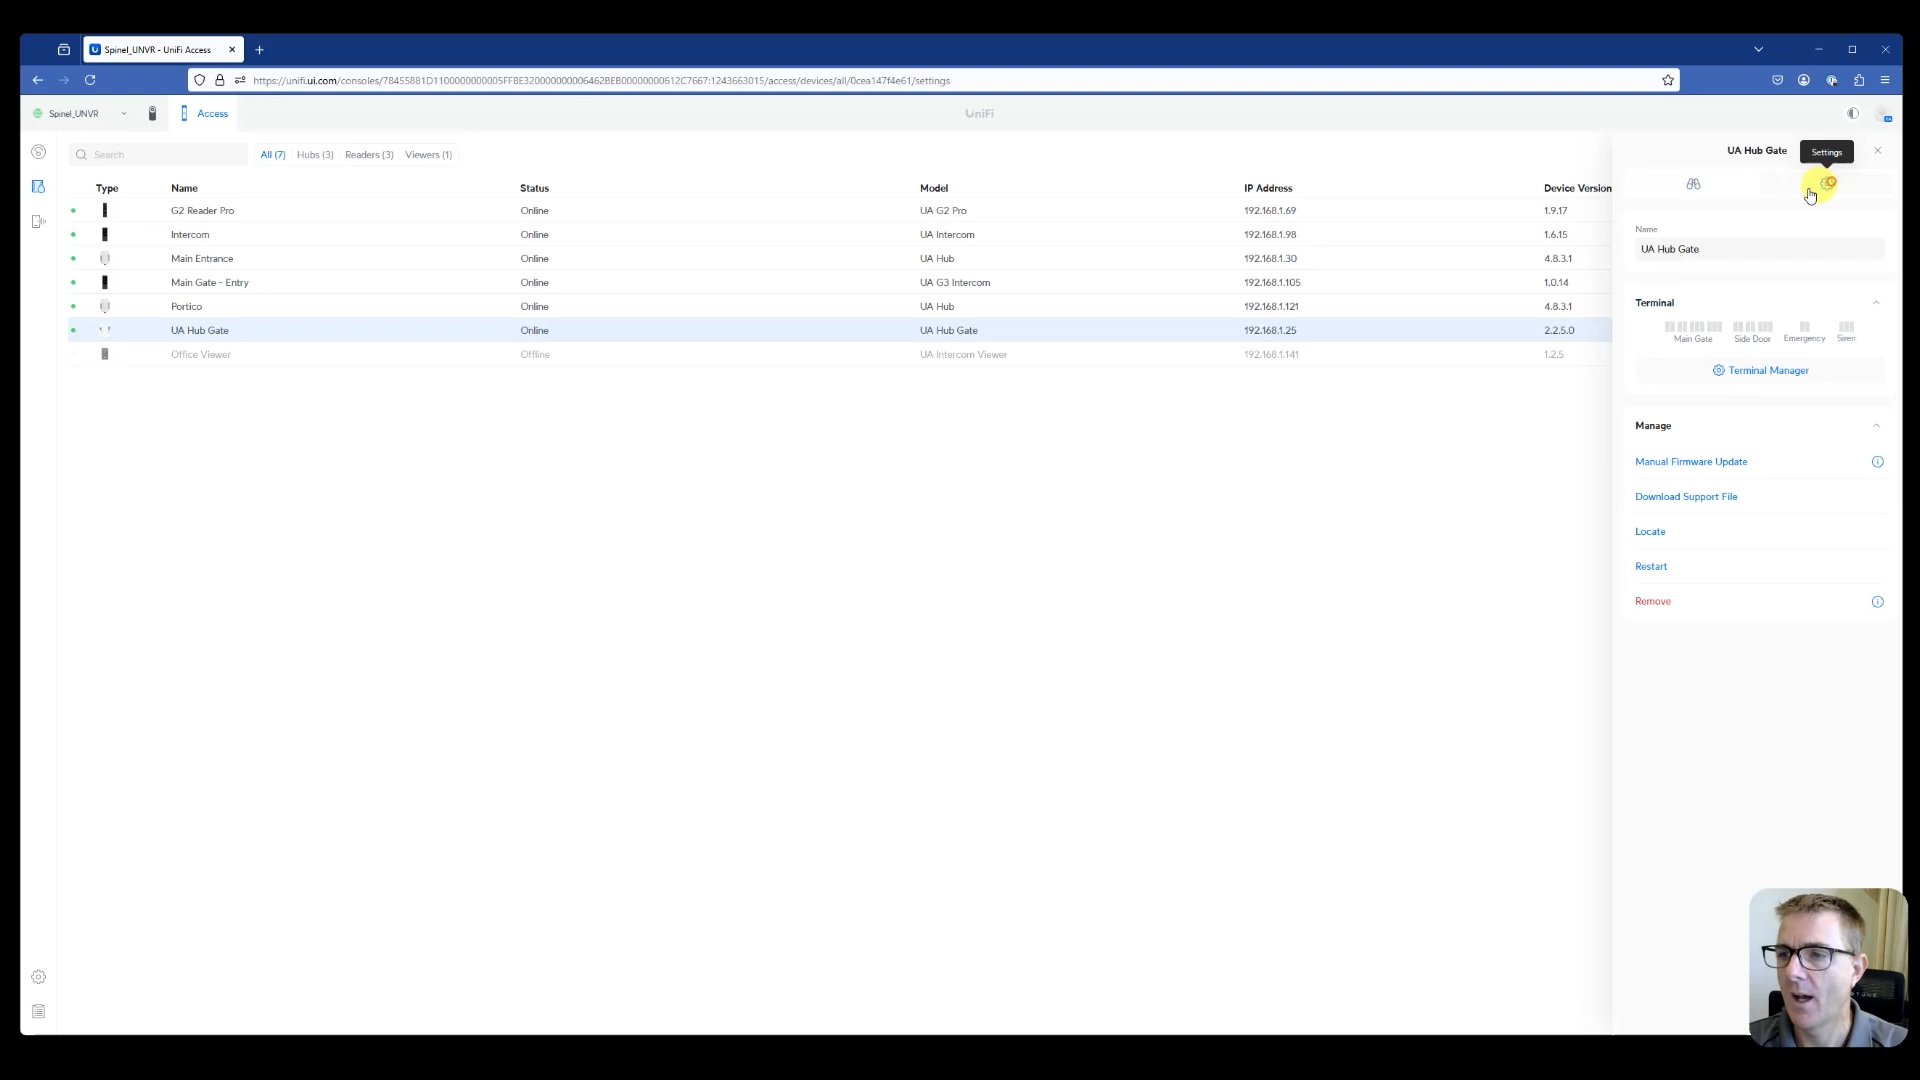 Spinel_UNVR - UniFi Access
https://unifi.ui.com/consoles/78455881D1100000000005FFBE320000000006462BEB00000000612C7667:1243663015/access/devices/all/0cea147f4e61/settings
Spinel_UNVR
Access
UniFi
Search
All (7) Hubs (3) Readers (3) Viewers (1)
Type Name Status Model IP Address Device Version
G2 Reader Pro Online UA G2 Pro 192.168.1.69 1.9.17
Intercom Online UA Intercom 192.168.1.98 1.6.15
Main Entrance Online UA Hub 192.168.1.30 4.8.3.1
Main Gate - Entry Online UA G3 Intercom 192.168.1.105 1.0.14
Portico Online UA Hub 192.168.1.121 4.8.3.1
UA Hub Gate Online UA Hub Gate 192.168.1.25 2.2.5.0
Office Viewer Offline UA Intercom Viewer 192.168.1.141 1.2.5
UA Hub Gate
Settings
Name
UA Hub Gate
Terminal
Main Gate Side Door Emergency Siren
Terminal Manager
Manage
Manual Firmware Update
Download Support File
Locate
Restart
Remove